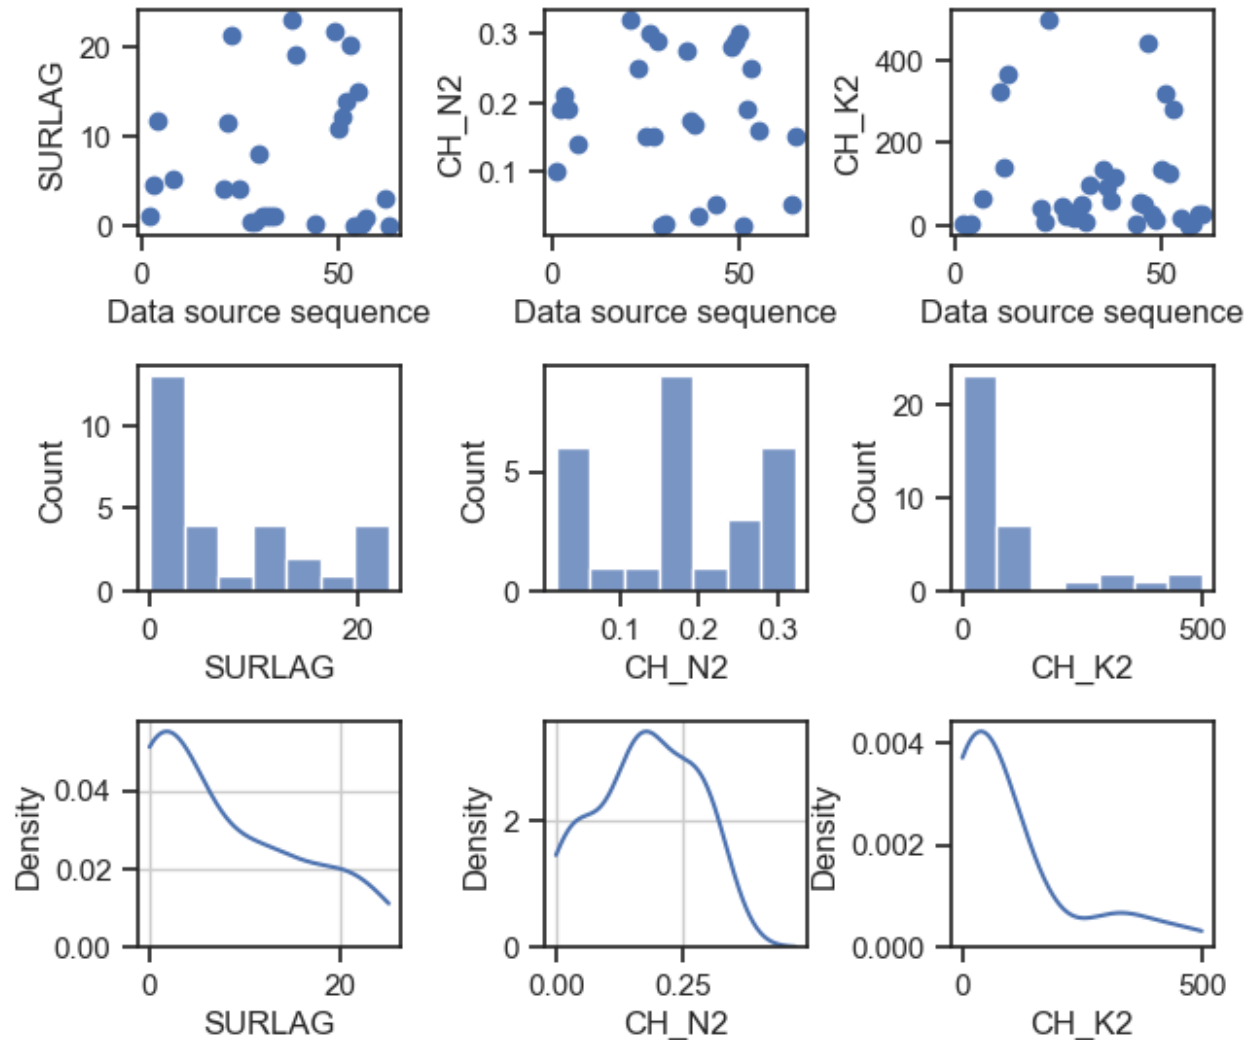 SURLAG
20
10
0
0
50
Data source sequence
CH_N2
0.3
0.2
0.1
0
50
Data source sequence
CH_K2
400
200
0
0
50
Data source sequence
Count
10
5
0
0
20
SURLAG
Count
5
0
0.1
0.2
0.3
CH_N2
Count
20
10
0
0
500
CH_K2
Density
0.04
0.02
0.00
0
20
SURLAG
Density
2
0
0.00
0.25
CH_N2
Density
0.004
0.002
0.000
0
500
CH_K2